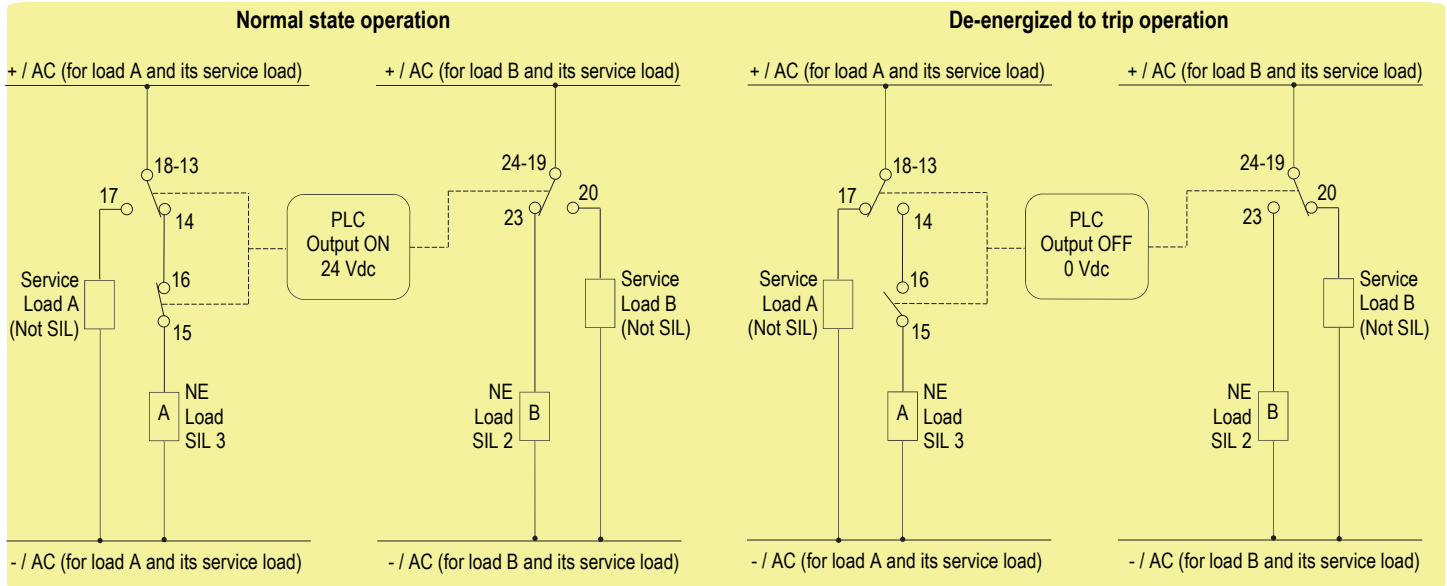 Normal state operation
+ / AC (for load A and its service load)
+ / AC (for load B and its service load)
18-13
17
14
16
15
Service
Load A
(Not SIL)
A
NE
Load
SIL 3
PLC
Output ON
24 Vdc
24-19
20
23
Service
Load B
(Not SIL)
NE
Load
SIL 2
B
- / AC (for load A and its service load)
- / AC (for load B and its service load)
De-energized to trip operation
+ / AC (for load A and its service load)
+ / AC (for load B and its service load)
18-13
17
14
16
15
Service
Load A
(Not SIL)
A
NE
Load
SIL 3
PLC
Output OFF
0 Vdc
24-19
20
23
Service
Load B
(Not SIL)
NE
Load
SIL 2
B
- / AC (for load A and its service load)
- / AC (for load B and its service load)